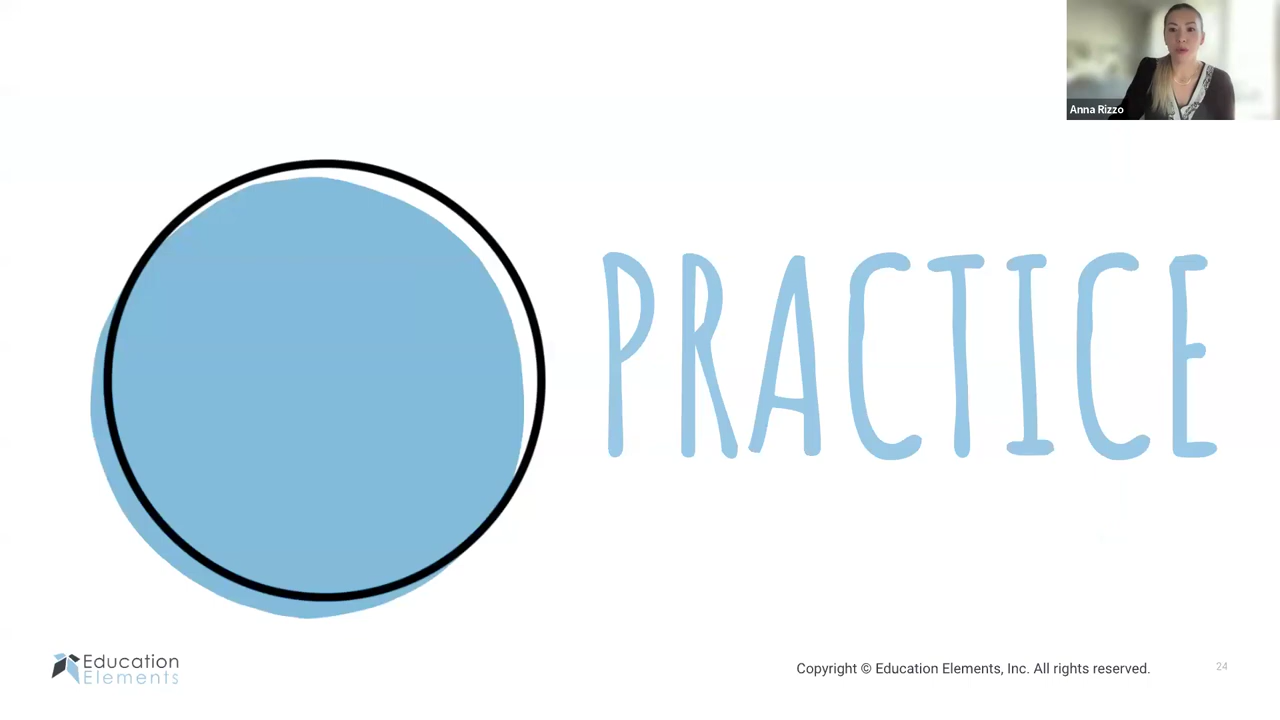 Anna Rizzo
PRACTICE
Education
Elements
Copyright © Education Elements, Inc. All rights reserved.
24